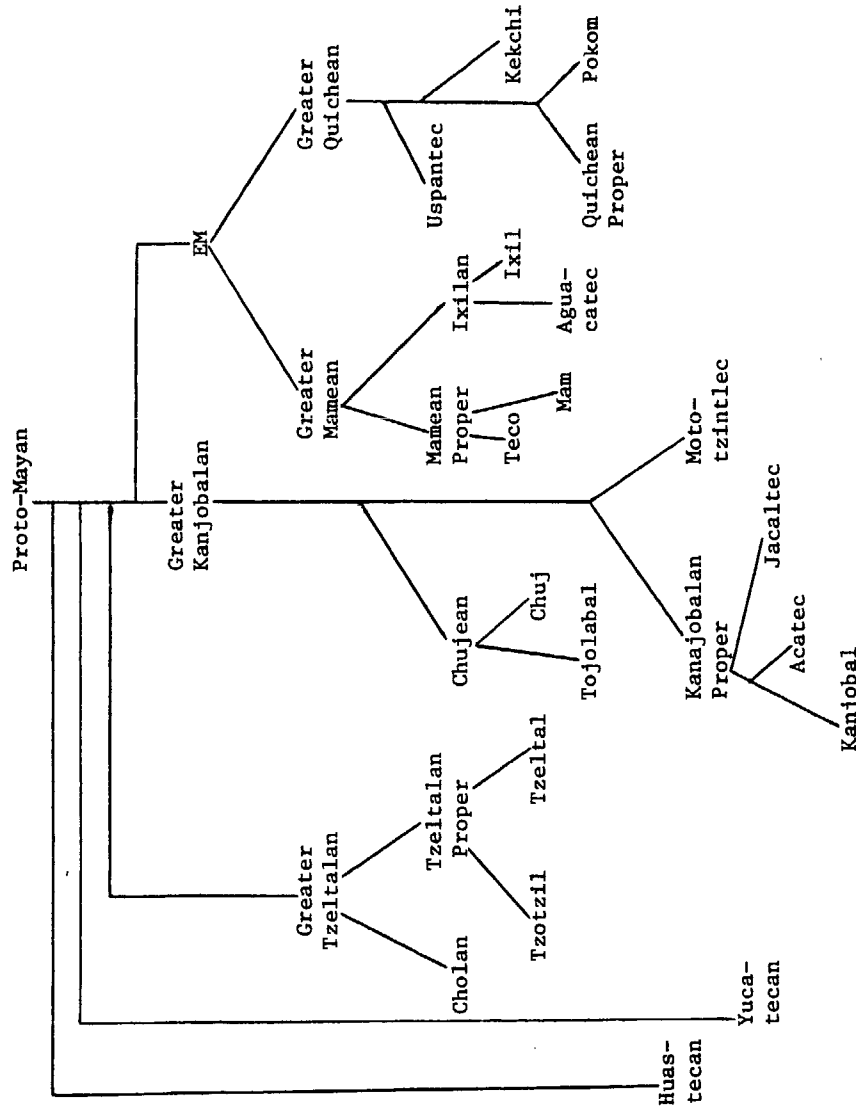 Proto-Mayan
EM
Greater
Kanjobalan
Greater
Tzeltalan
Greater
Mamean
Greater
Quichean
Cholan
Tzeltalan
Proper
Chujean
Mamean
Proper
Ixilan
Uspantec
Kekchi
Tzotzil
Tzeltal
Tojolabal
Chuj
Teco
Mam
Agua-
catec
Ixil
Quichean
Proper
Pokom
Huas-
tecan
Yuca-
tecan
Kanajobalan
Proper
Moto-
tzintlec
Kanjobal
Acatec
Jacaltec